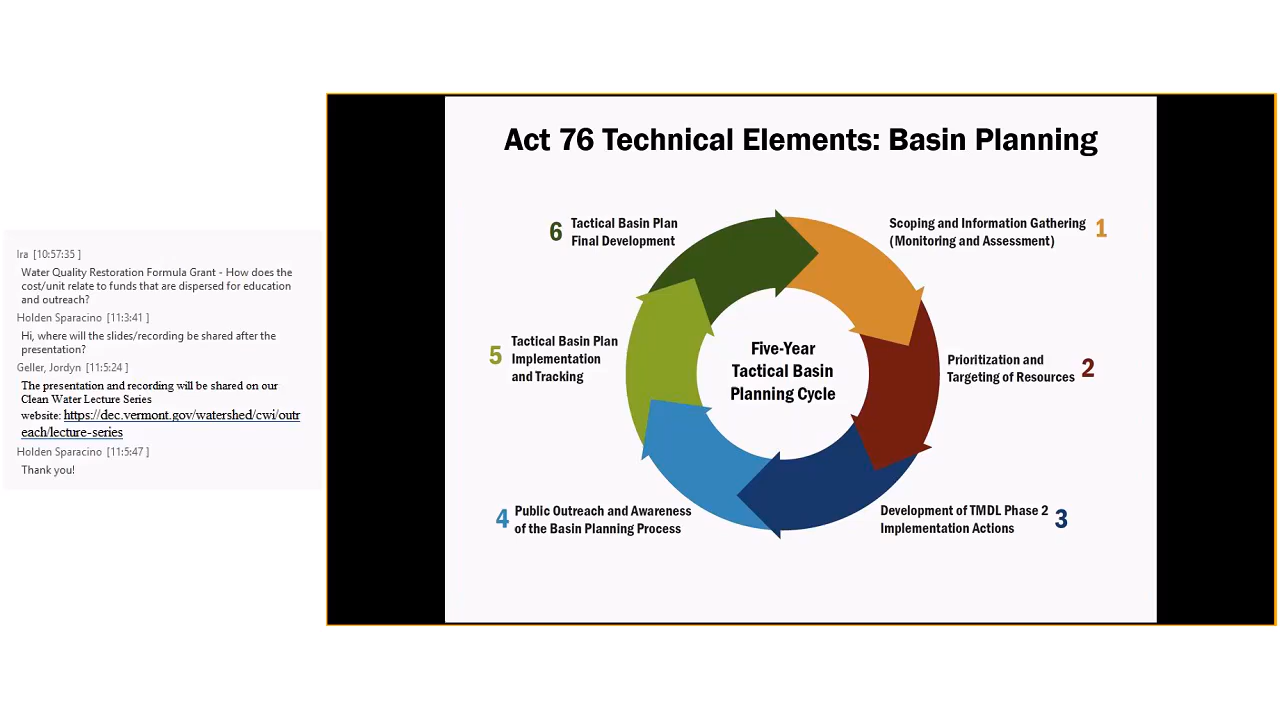 Ira [10:57:35 ]
Water Quality Restoration Formula Grant - How does the
cost/unit relate to funds that are dispersed for education
and outreach?
Holden Sparacino [11:3:41 ]
Hi, where will the slides/recording be shared after the
presentation?
Geller, Jordyn [11:5:24 ]
The presentation and recording will be shared on our
Clean Water Lecture Series
website: https://dec.vermont.gov/watershed/cwi/outr
each/lecture-series
Holden Sparacino [11:5:47 ]
Thank you!
Act 76 Technical Elements: Basin Planning
Scoping and Information Gathering
(Monitoring and Assessment)
1
Prioritization and
Targeting of Resources
2
Development of TMDL Phase 2
Implementation Actions
3
4
Public Outreach and Awareness
of the Basin Planning Process
5
Tactical Basin Plan
Implementation
and Tracking
6
Tactical Basin Plan
Final Development
Five-Year
Tactical Basin
Planning Cycle